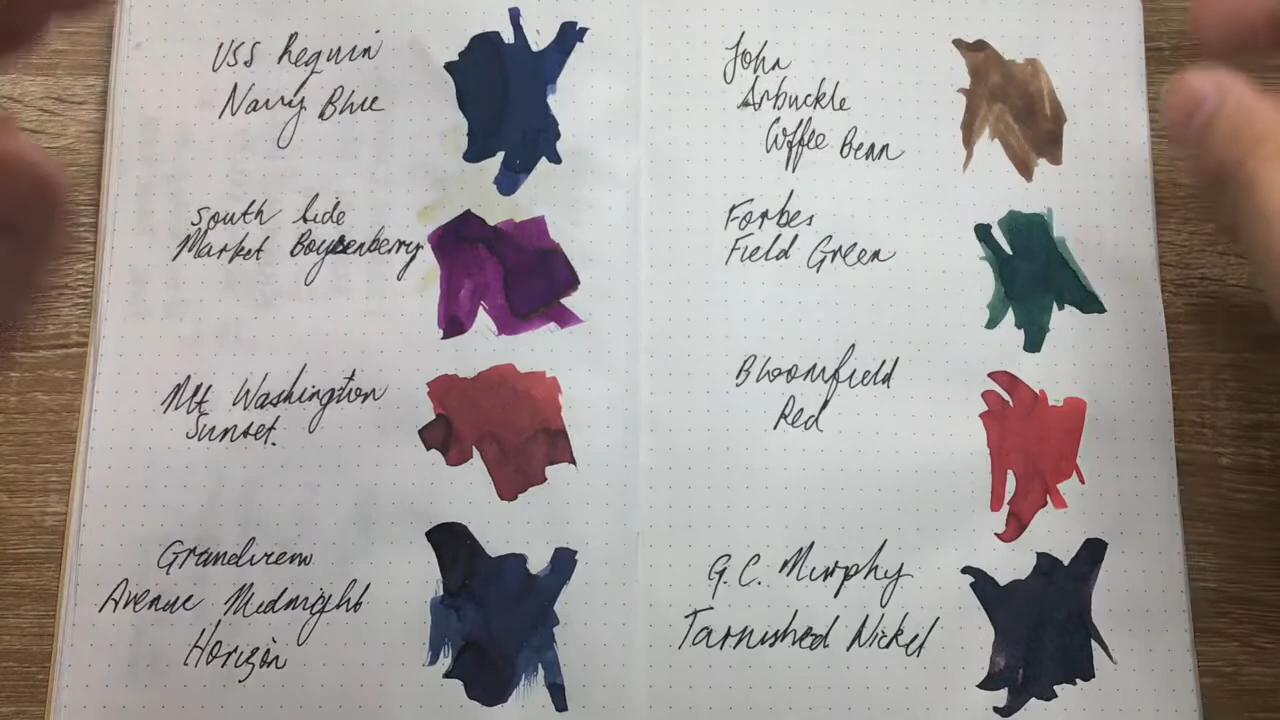 USS Requin
Navy Blue
South Side
Market Boysenberry
Mt Washington
Sunset.
Grandview
Avenue Midnight
Horizon
John
Arbuckle
Coffee Bean
Forbes
Field Green
Bloomfield
Red
G.C. Murphy
Tarnished Nickel